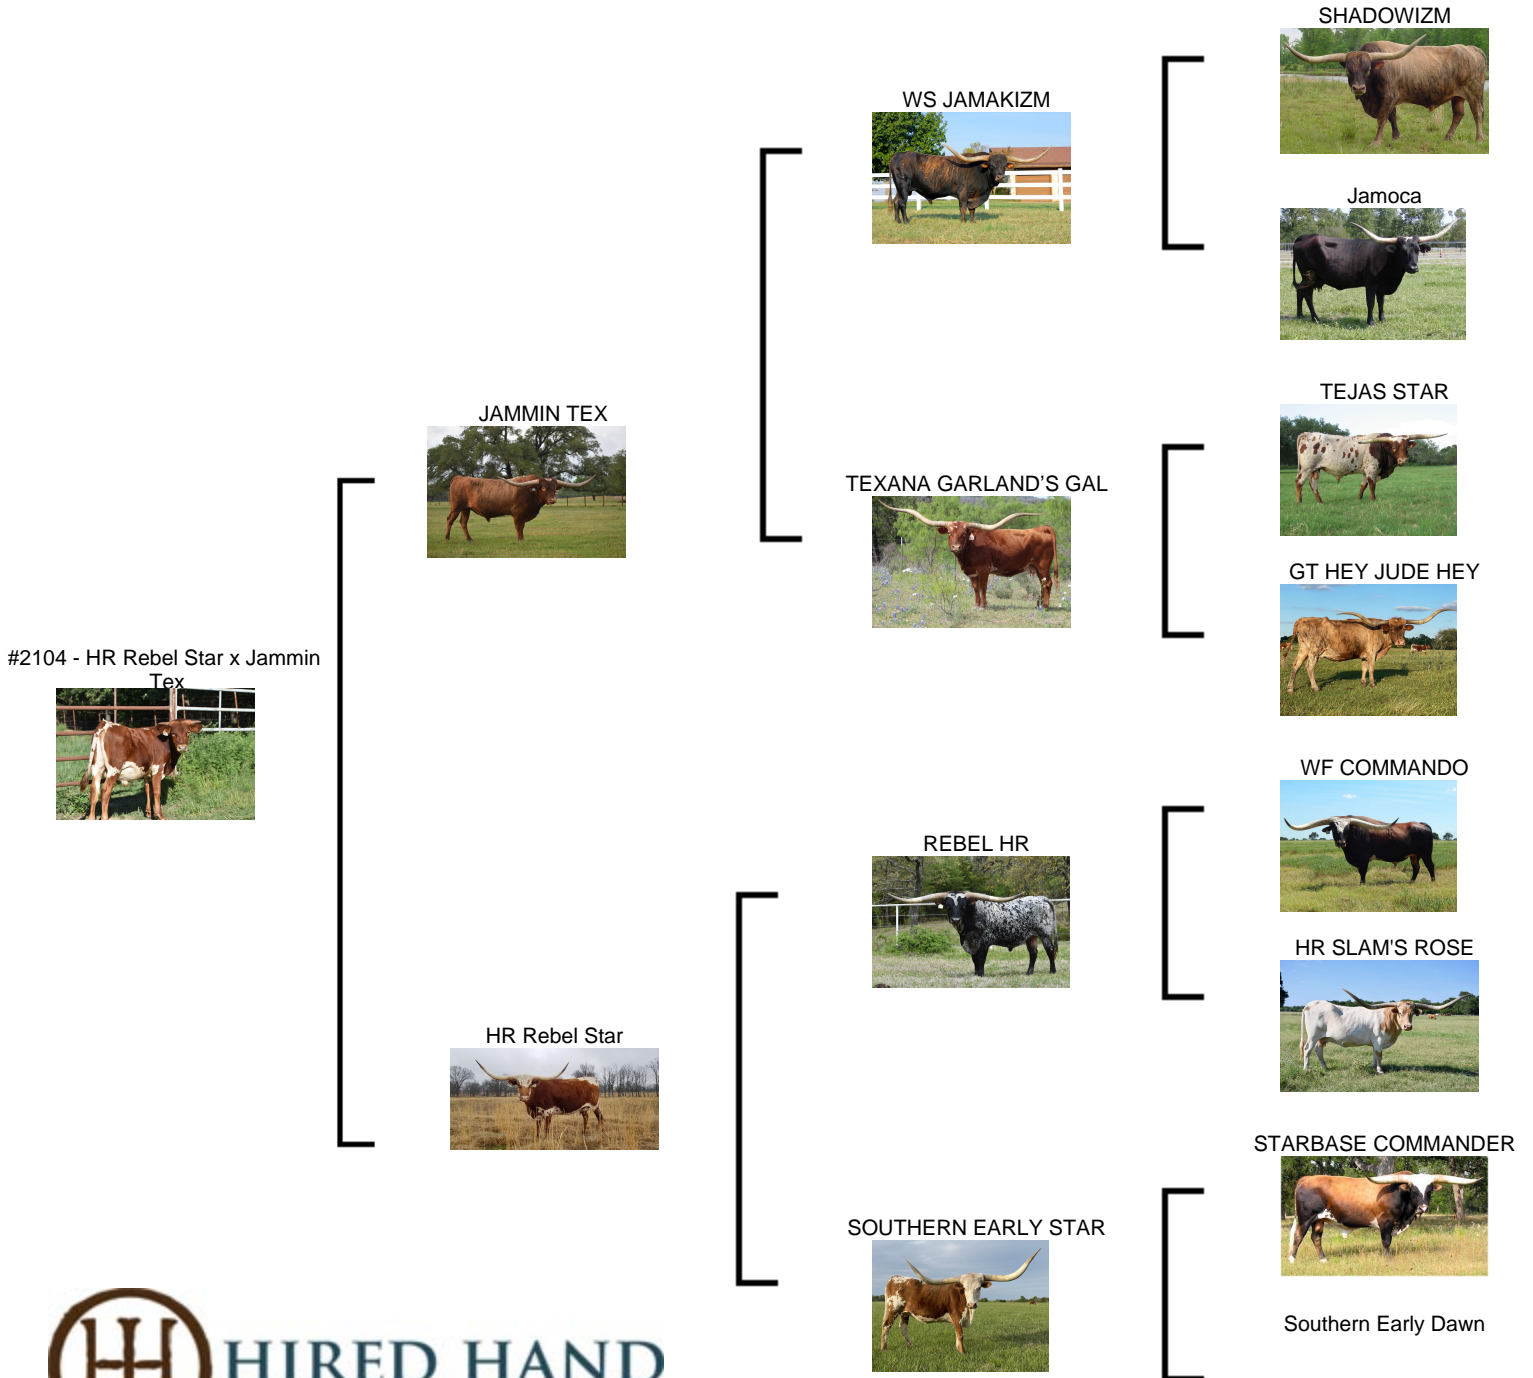 SHADOWIZM
WS JAMAKIZM
Jamoca
TEJAS STAR
JAMMIN TEX
TEXANA GARLAND'S GAL
GT HEY JUDE HEY
#2104 - HR Rebel Star x Jammin
Tex
WF COMMANDO
REBEL HR
HR SLAM'S ROSE
HR Rebel Star
STARBASE COMMANDER
SOUTHERN EARLY STAR
Southern Early Dawn
HIRED HAND